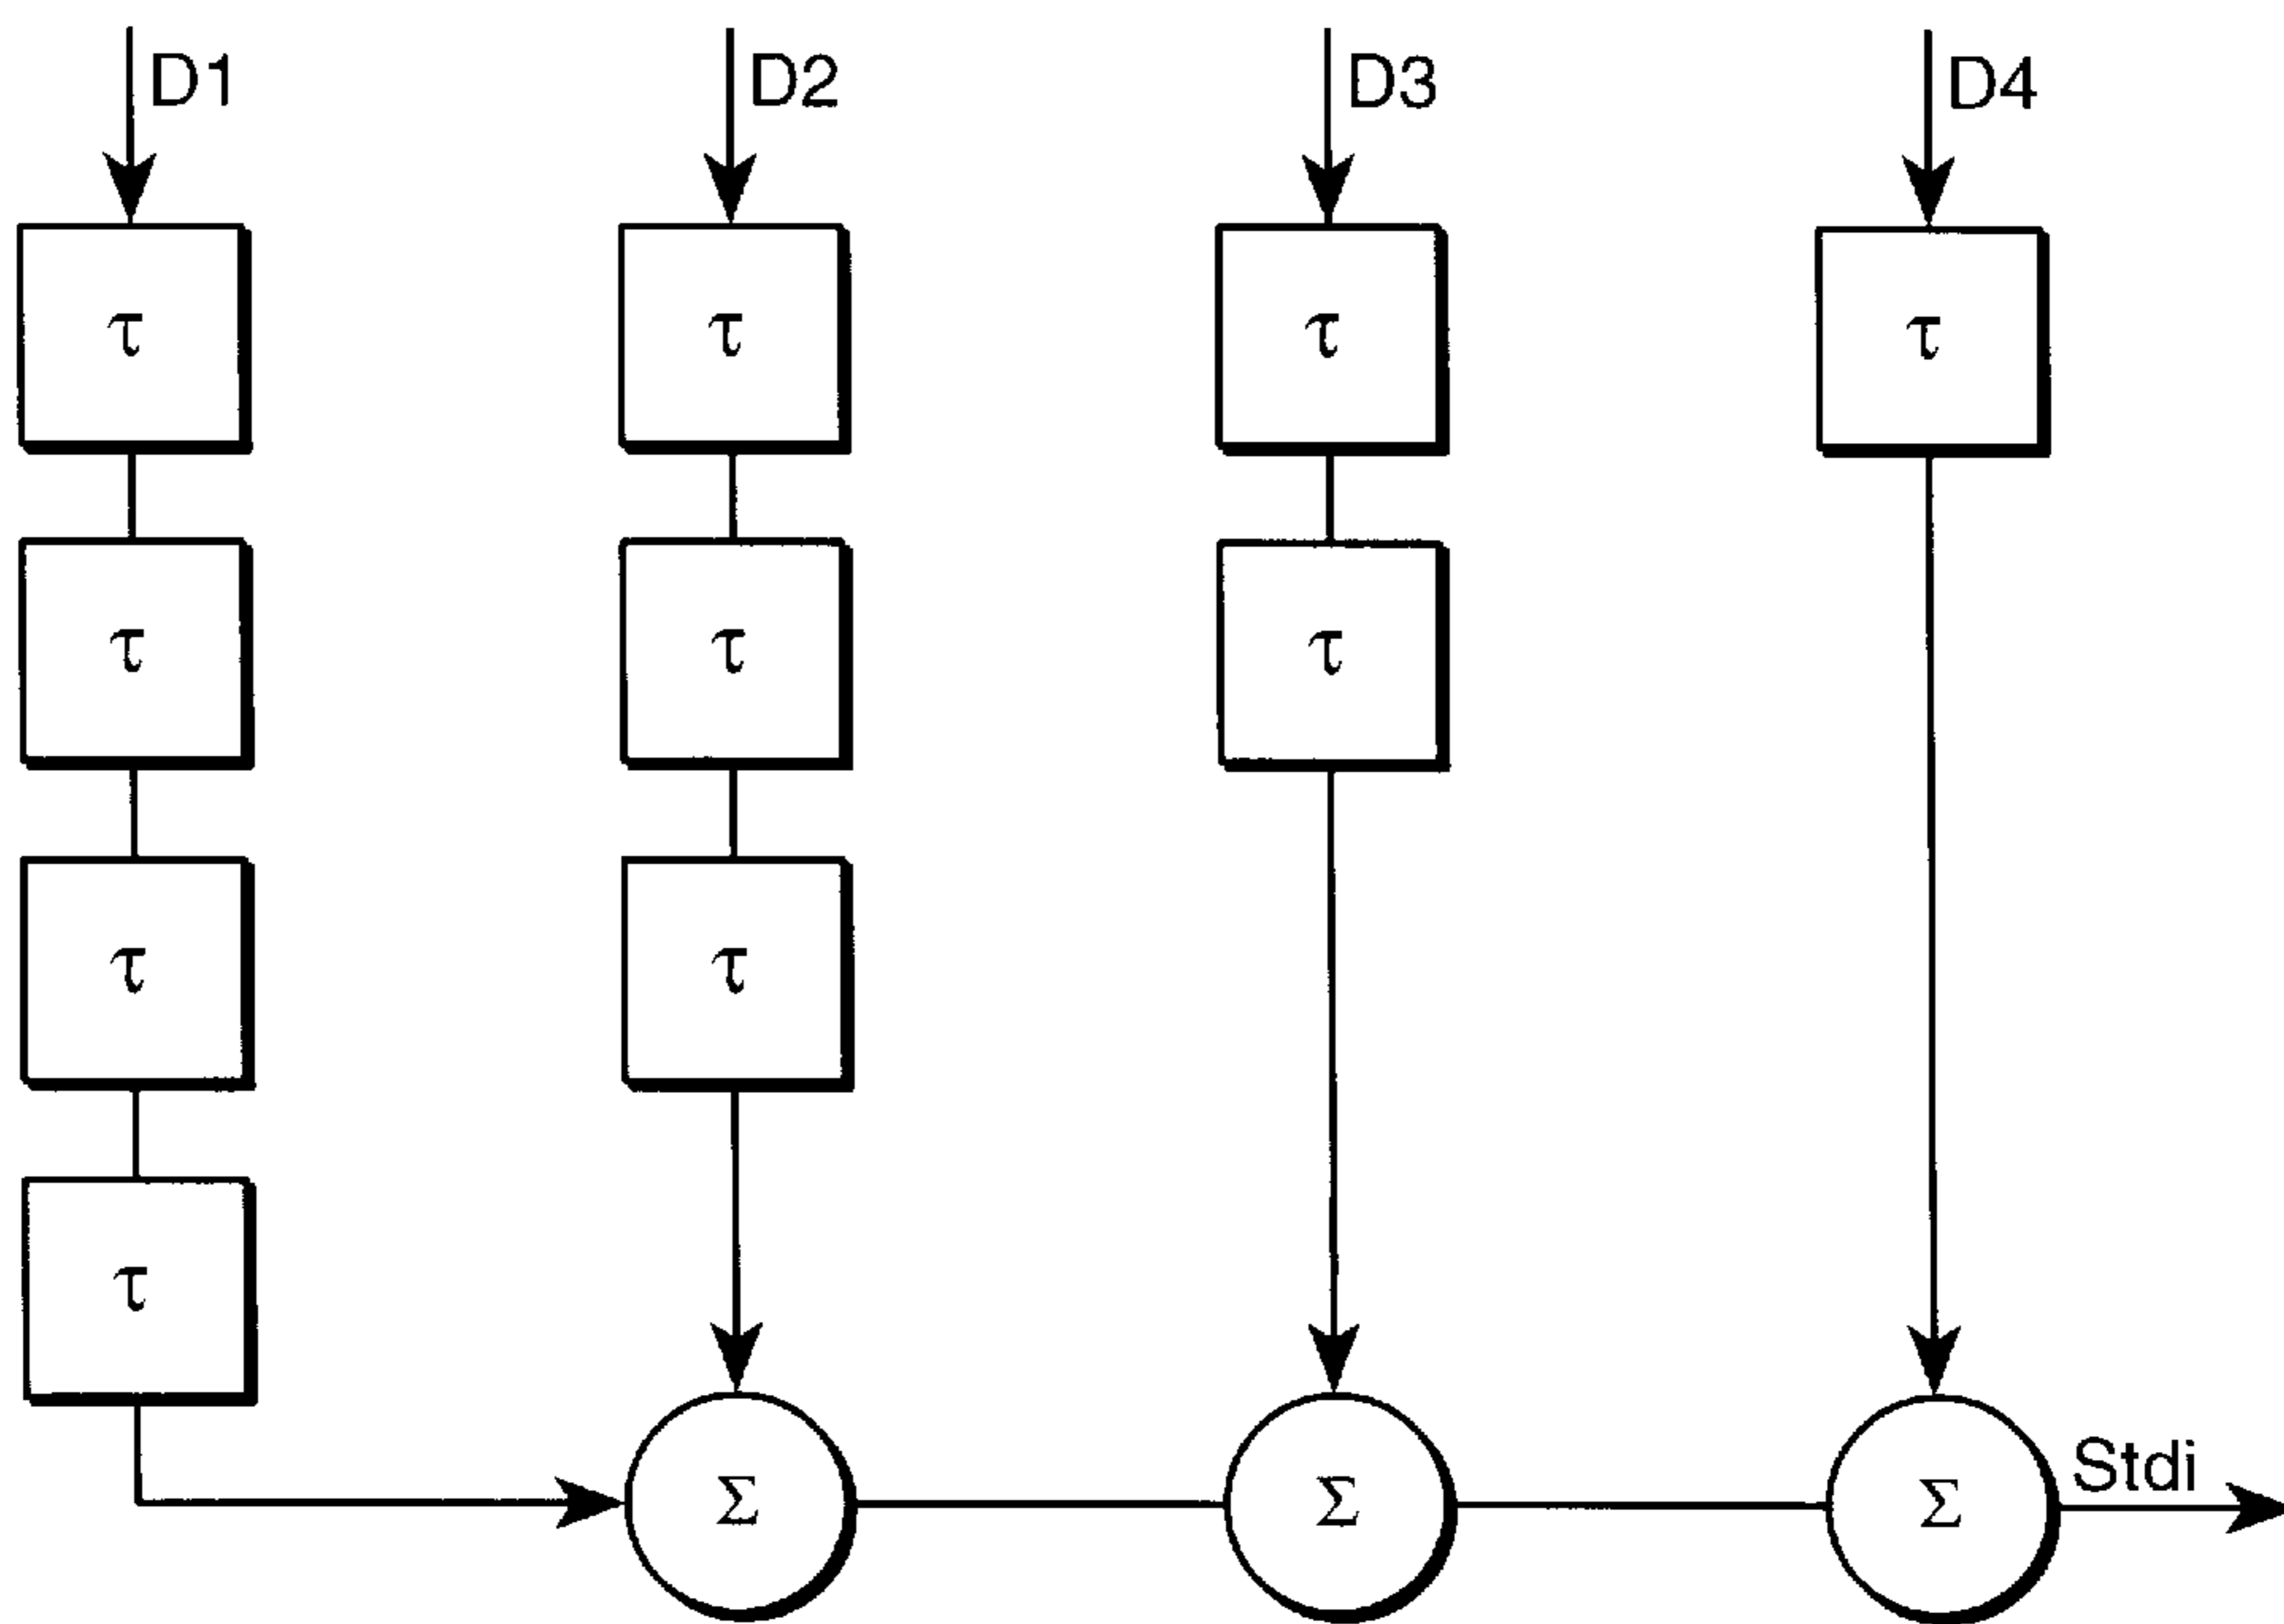 D1 D2 D3 D4
τ τ τ τ
τ τ τ
τ τ
τ
Σ Σ Σ Stdi